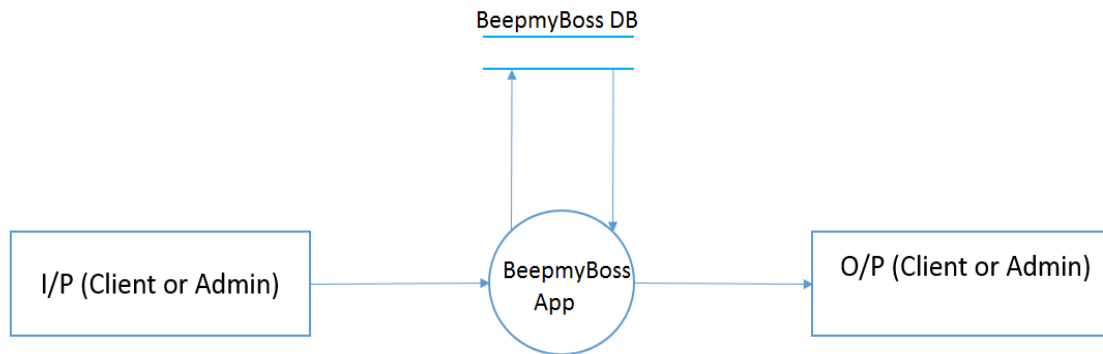 BeepmyBoss DB
I/P (Client or Admin)
BeepmyBoss
App
O/P (Client or Admin)